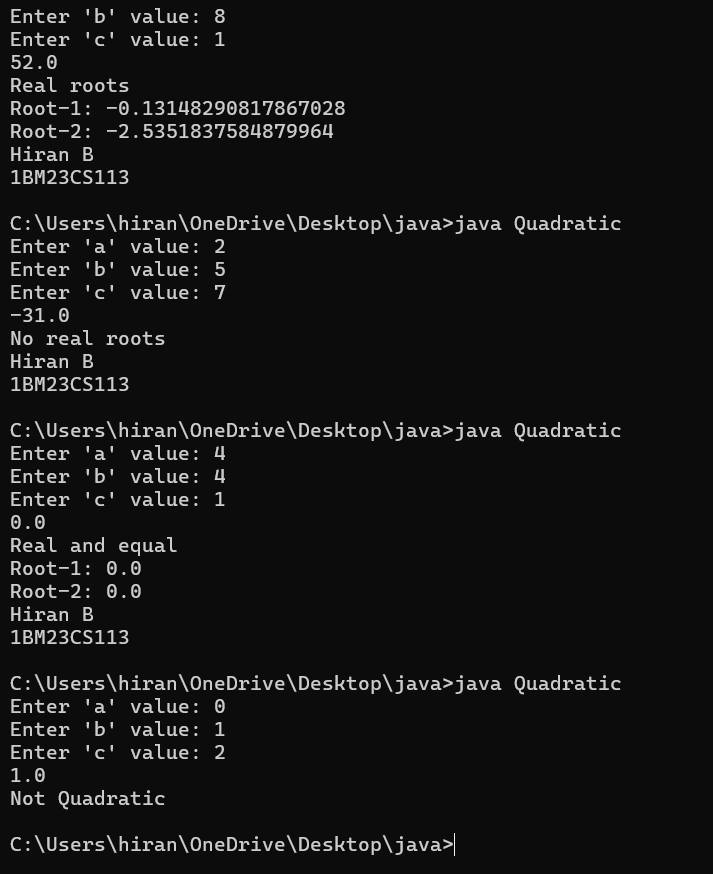 Enter 'b' value: 8
Enter 'c' value: 1
52.0
Real roots
Root-1: -0.13148290817867028
Root-2: -2.5351837584879964
Hiran B
1BM23CS113
C:\Users\hiran\OneDrive\Desktop\java>java Quadratic
Enter 'a' value: 2
Enter 'b' value: 5
Enter 'c' value: 7
-31.0
No real roots
Hiran B
1BM23CS113
C:\Users\hiran\OneDrive\Desktop\java>java Quadratic
Enter 'a' value: 4
Enter 'b' value: 4
Enter 'c' value: 1
0.0
Real and equal
Root-1: 0.0
Root-2: 0.0
Hiran B
1BM23CS113
C:\Users\hiran\OneDrive\Desktop\java>java Quadratic
Enter 'a' value: 0
Enter 'b' value: 1
Enter 'c' value: 2
1.0
Not Quadratic
C:\Users\hiran\OneDrive\Desktop\java>